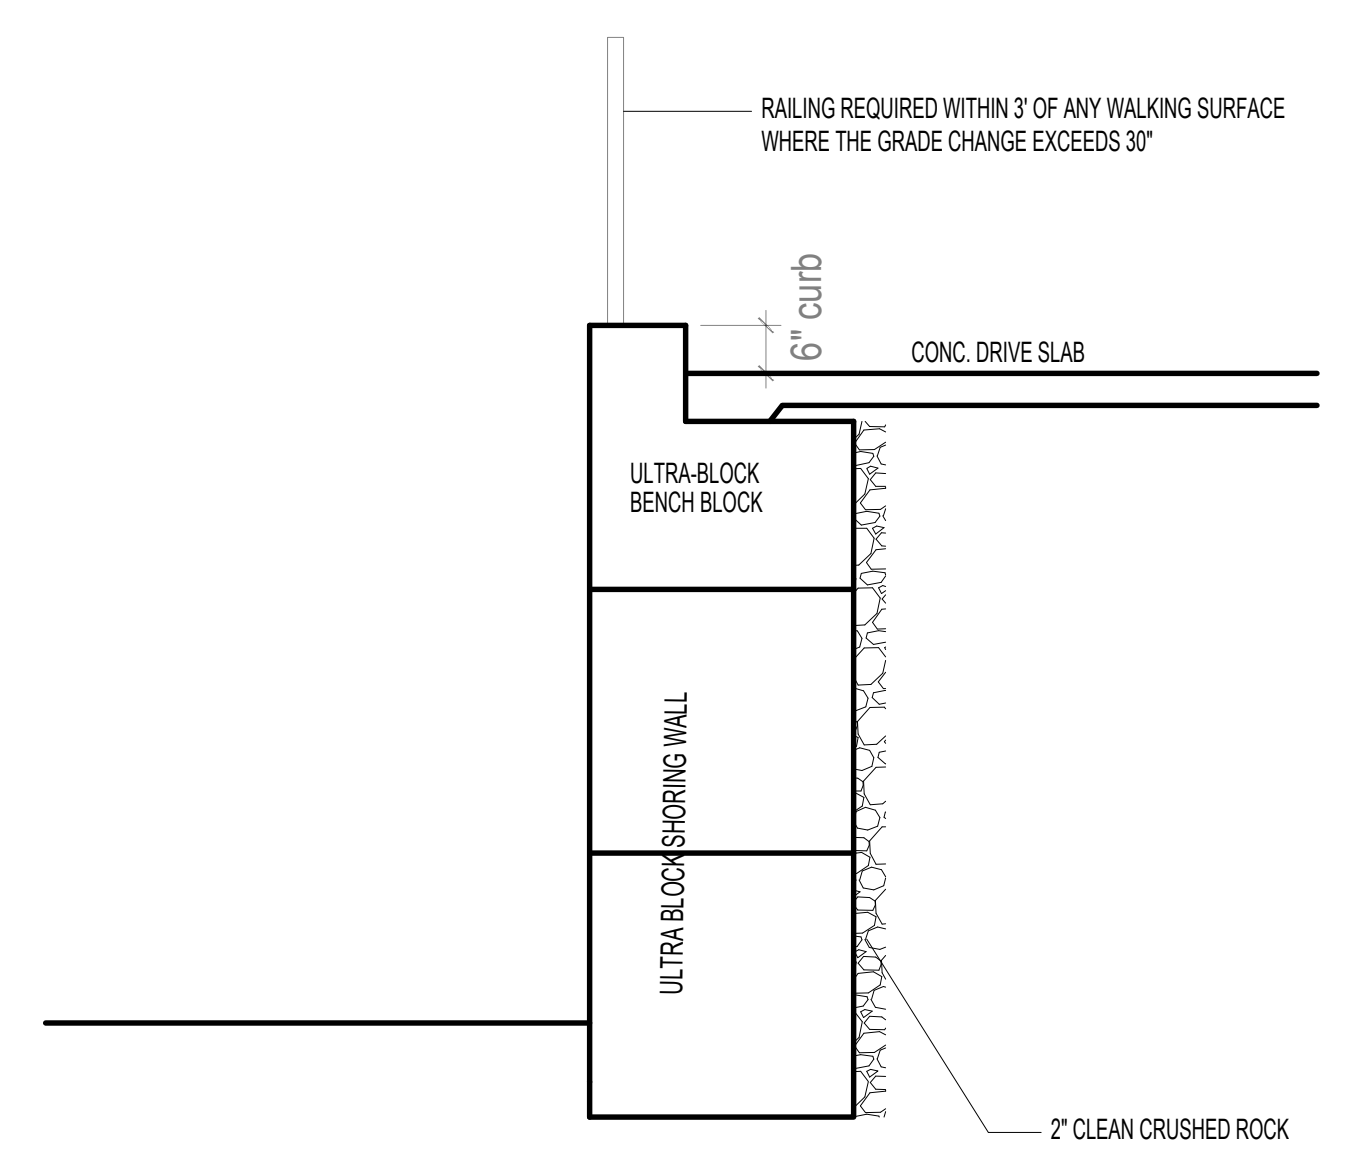 RAILING REQUIRED WITHIN 3' OF ANY WALKING SURFACE
WHERE THE GRADE CHANGE EXCEEDS 30"
6" curb
CONC. DRIVE SLAB
ULTRA-BLOCK
BENCH BLOCK
ULTRA BLOCK SHORING WALL
2" CLEAN CRUSHED ROCK